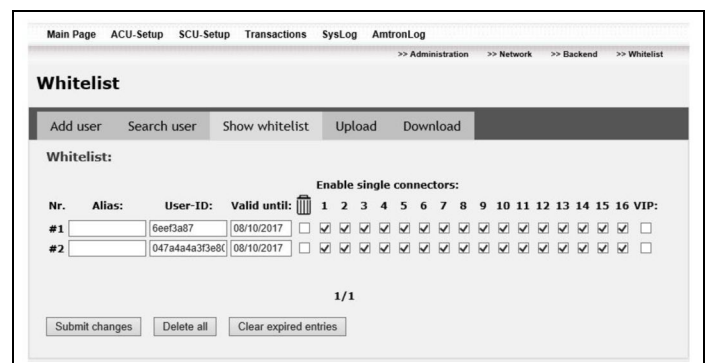 Main Page ACU-Setup SCU-Setup Transactions SysLog AmtronLog
>> Administration >> Network >> Backend >> Whitelist
Whitelist
Add user Search user Show whitelist Upload Download
Whitelist:
Enable single connectors:
Nr. Alias: User-ID: Valid until: 1 2 3 4 5 6 7 8 9 10 11 12 13 14 15 16 VIP:
#1 6eef3a87 08/10/2017
#2 047a4a4a3f3e8( 08/10/2017
1/1
Submit changes Delete all Clear expired entries